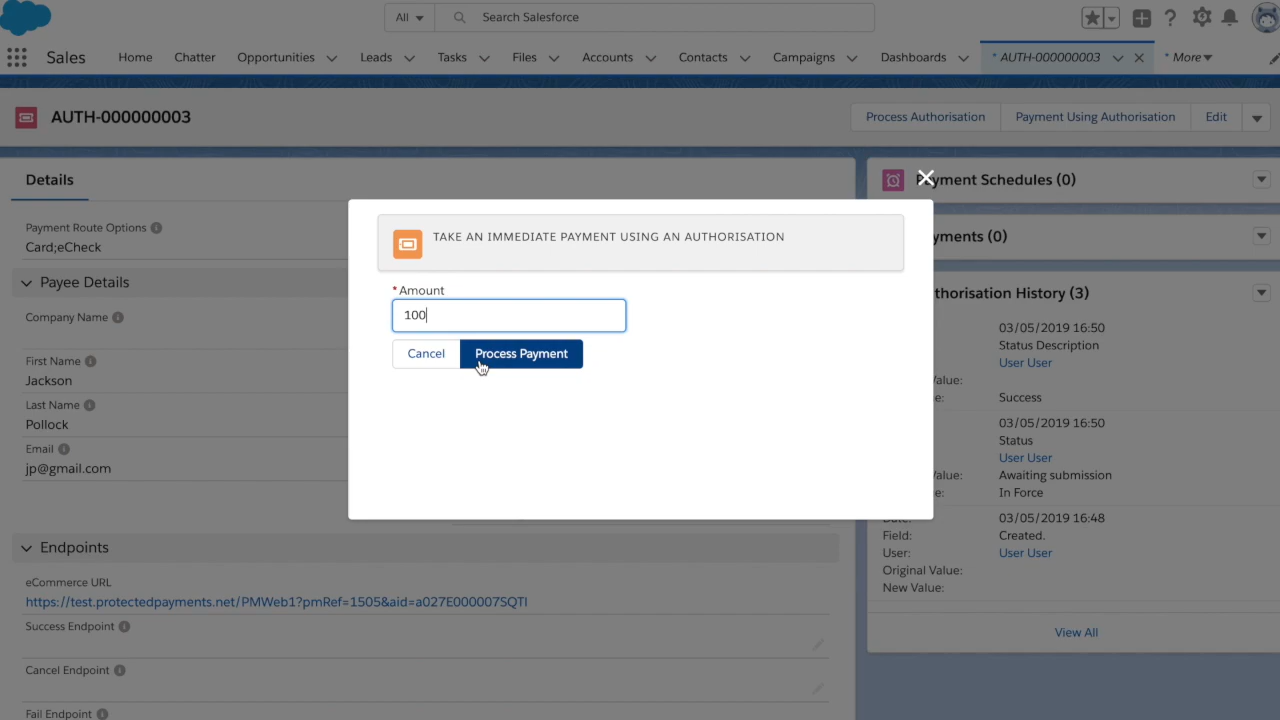 All
Search Salesforce
Sales
Home
Chatter
Opportunities
Leads
Tasks
Files
Accounts
Contacts
Campaigns
Dashboards
* AUTH-000000003
* More
AUTH-000000003
Process Authorisation
Payment Using Authorisation
Edit
Details
Payment Route Options
Card;eCheck
Payee Details
Company Name
First Name
Jackson
Last Name
Pollock
Email
jp@gmail.com
Endpoints
eCommerce URL
https://test.protectedpayments.net/PMWeb1?pmRef=1505&aid=a027E000007SQTI
Success Endpoint
Cancel Endpoint
Fail Endpoint
TAKE AN IMMEDIATE PAYMENT USING AN AUTHORISATION
*Amount
100
Cancel
Process Payment
Payment Schedules (0)
yments (0)
thorisation History (3)
03/05/2019 16:50
Status Description
User User
alue:
e:
Success
03/05/2019 16:50
Status
User User
alue:
Awaiting submission
e:
In Force
Date:
03/05/2019 16:48
Field:
Created.
User:
User User
Original Value:
New Value:
View All